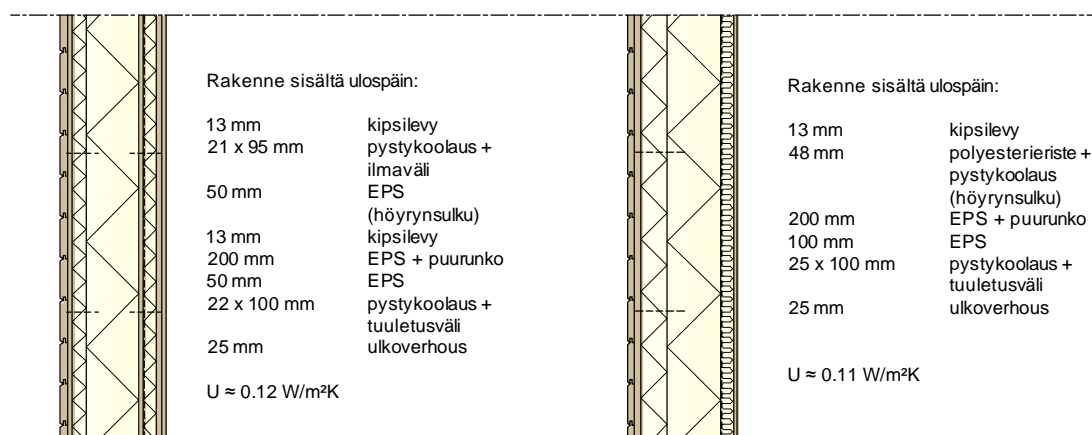 Rakenne sisältä ulospäin:
13 mm kipsilevy
21 x 95 mm pystykoolaus +
ilmaväli
50 mm EPS
(höyrynsulku)
13 mm kipsilevy
200 mm EPS + puurunko
50 mm EPS
22 x 100 mm pystykoolaus +
tuuletusväli
25 mm ulkoverhous
U ≈ 0.12 W/m²K
Rakenne sisältä ulospäin:
13 mm kipsilevy
48 mm polyesterieriste +
pystykoolaus
(höyrynsulku)
200 mm EPS + puurunko
100 mm EPS
25 x 100 mm pystykoolaus +
tuuletusväli
25 mm ulkoverhous
U ≈ 0.11 W/m²K